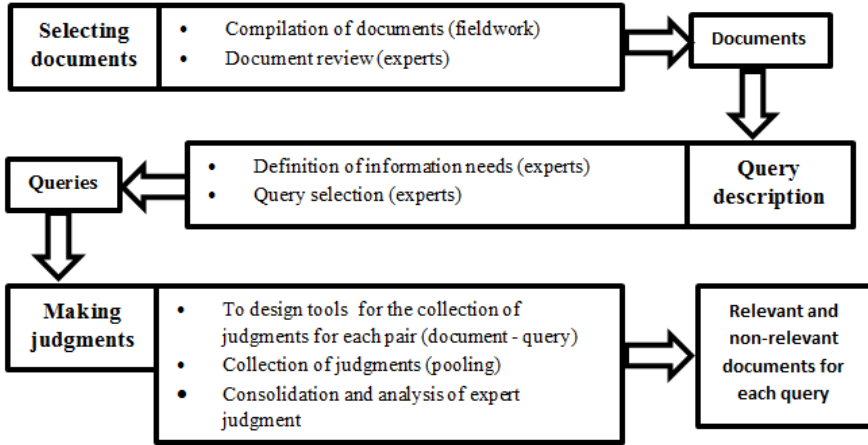 Selecting
documents
• Compilation of documents (fieldwork)
• Document review (experts)
Documents
Queries
• Definition of information needs (experts)
• Query selection (experts)
Query
description
Making
judgments
• To design tools for the collection of
judgments for each pair (document - query)
• Collection of judgments (pooling)
• Consolidation and analysis of expert
judgment
Relevant and
non-relevant
documents for
each query